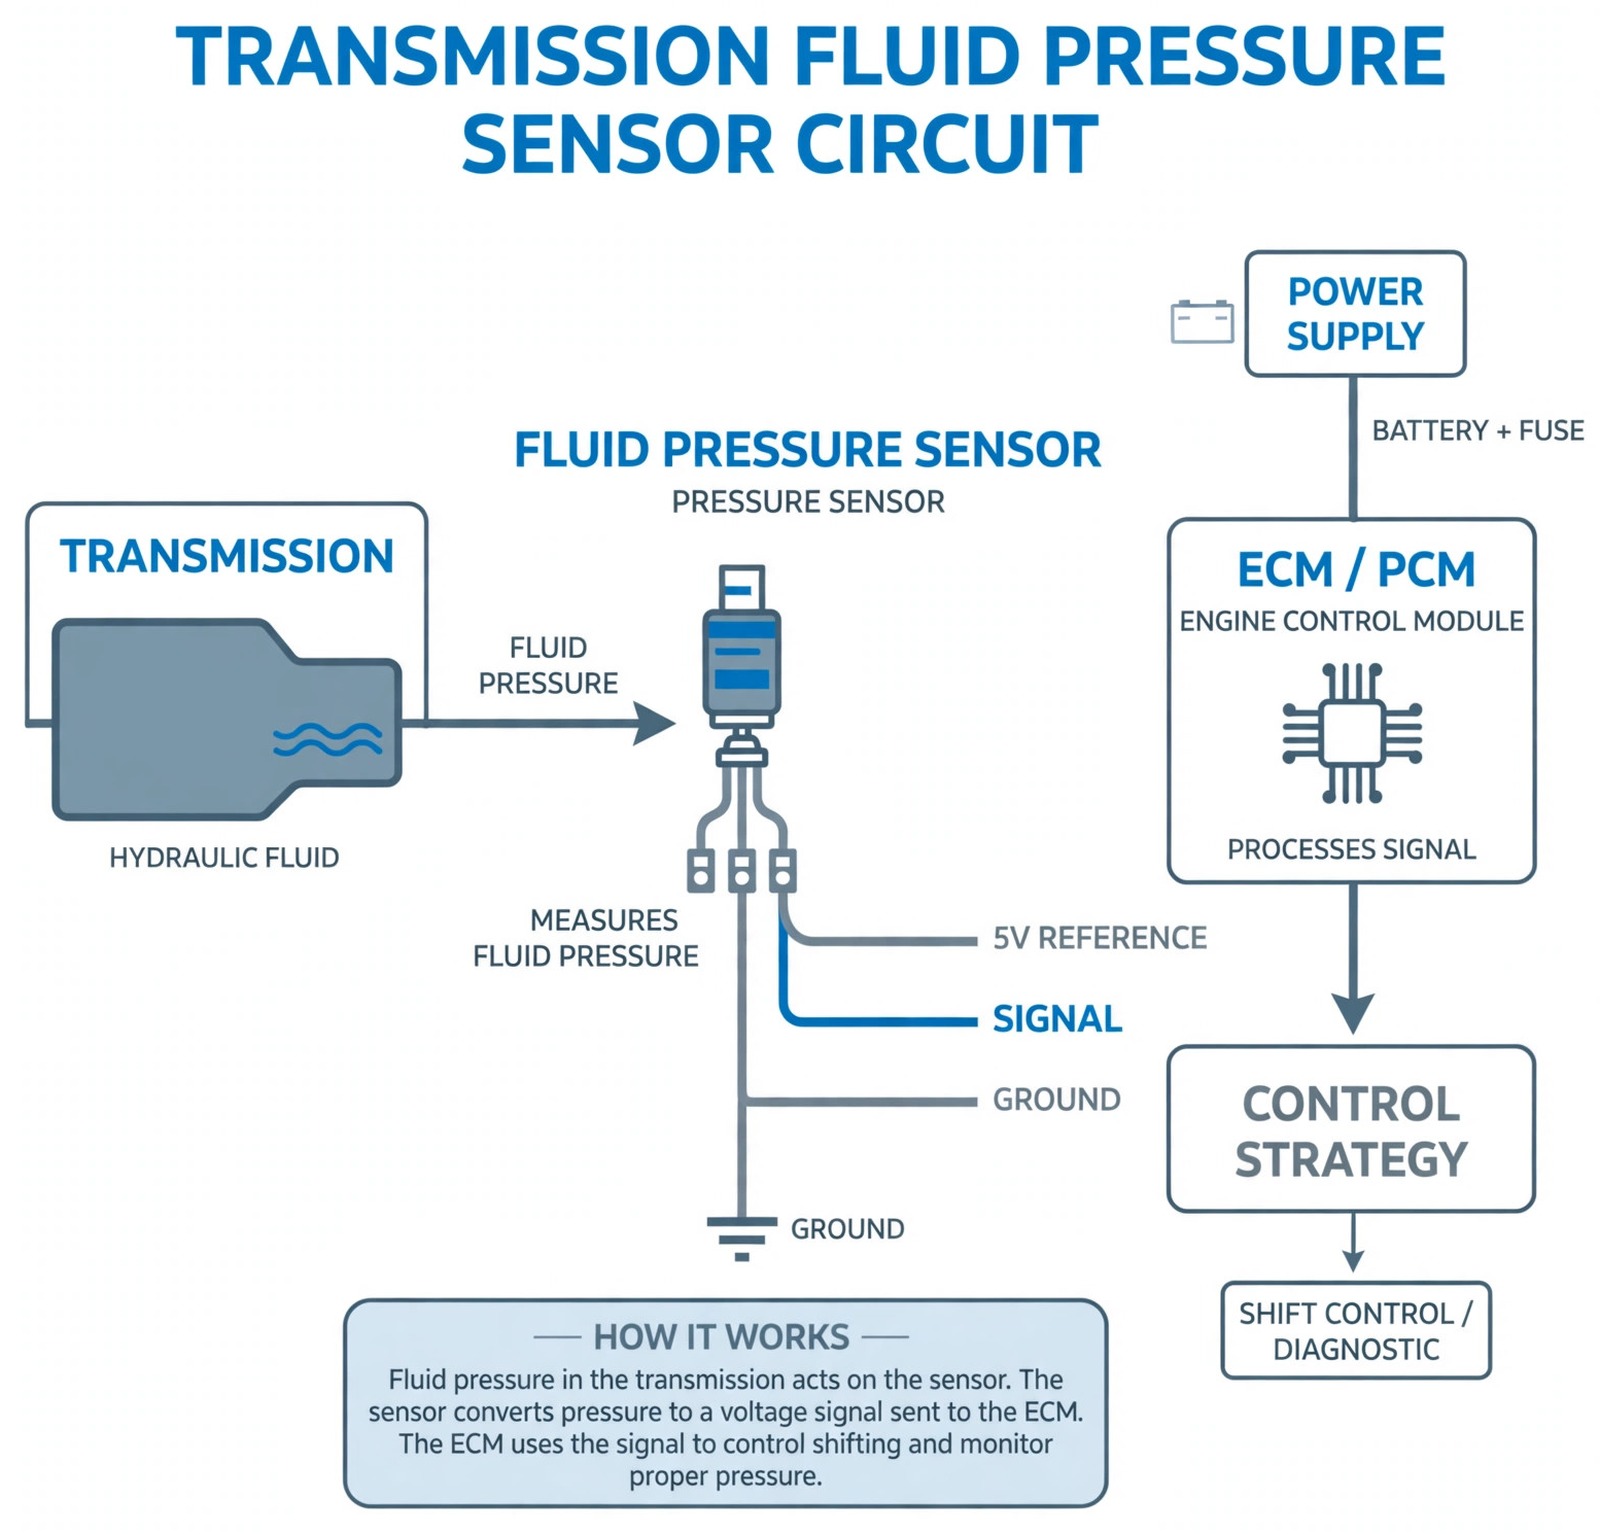 TRANSMISSION FLUID PRESSURE
SENSOR CIRCUIT
POWER
SUPPLY
BATTERY + FUSE
FLUID PRESSURE SENSOR
PRESSURE SENSOR
TRANSMISSION
FLUID
PRESSURE
HYDRAULIC FLUID
ECM / PCM
ENGINE CONTROL MODULE
PROCESSES SIGNAL
MEASURES
FLUID PRESSURE
5V REFERENCE
SIGNAL
GROUND
GROUND
CONTROL
STRATEGY
SHIFT CONTROL /
DIAGNOSTIC
HOW IT WORKS
Fluid pressure in the transmission acts on the sensor. The
sensor converts pressure to a voltage signal sent to the ECM.
The ECM uses the signal to control shifting and monitor
proper pressure.